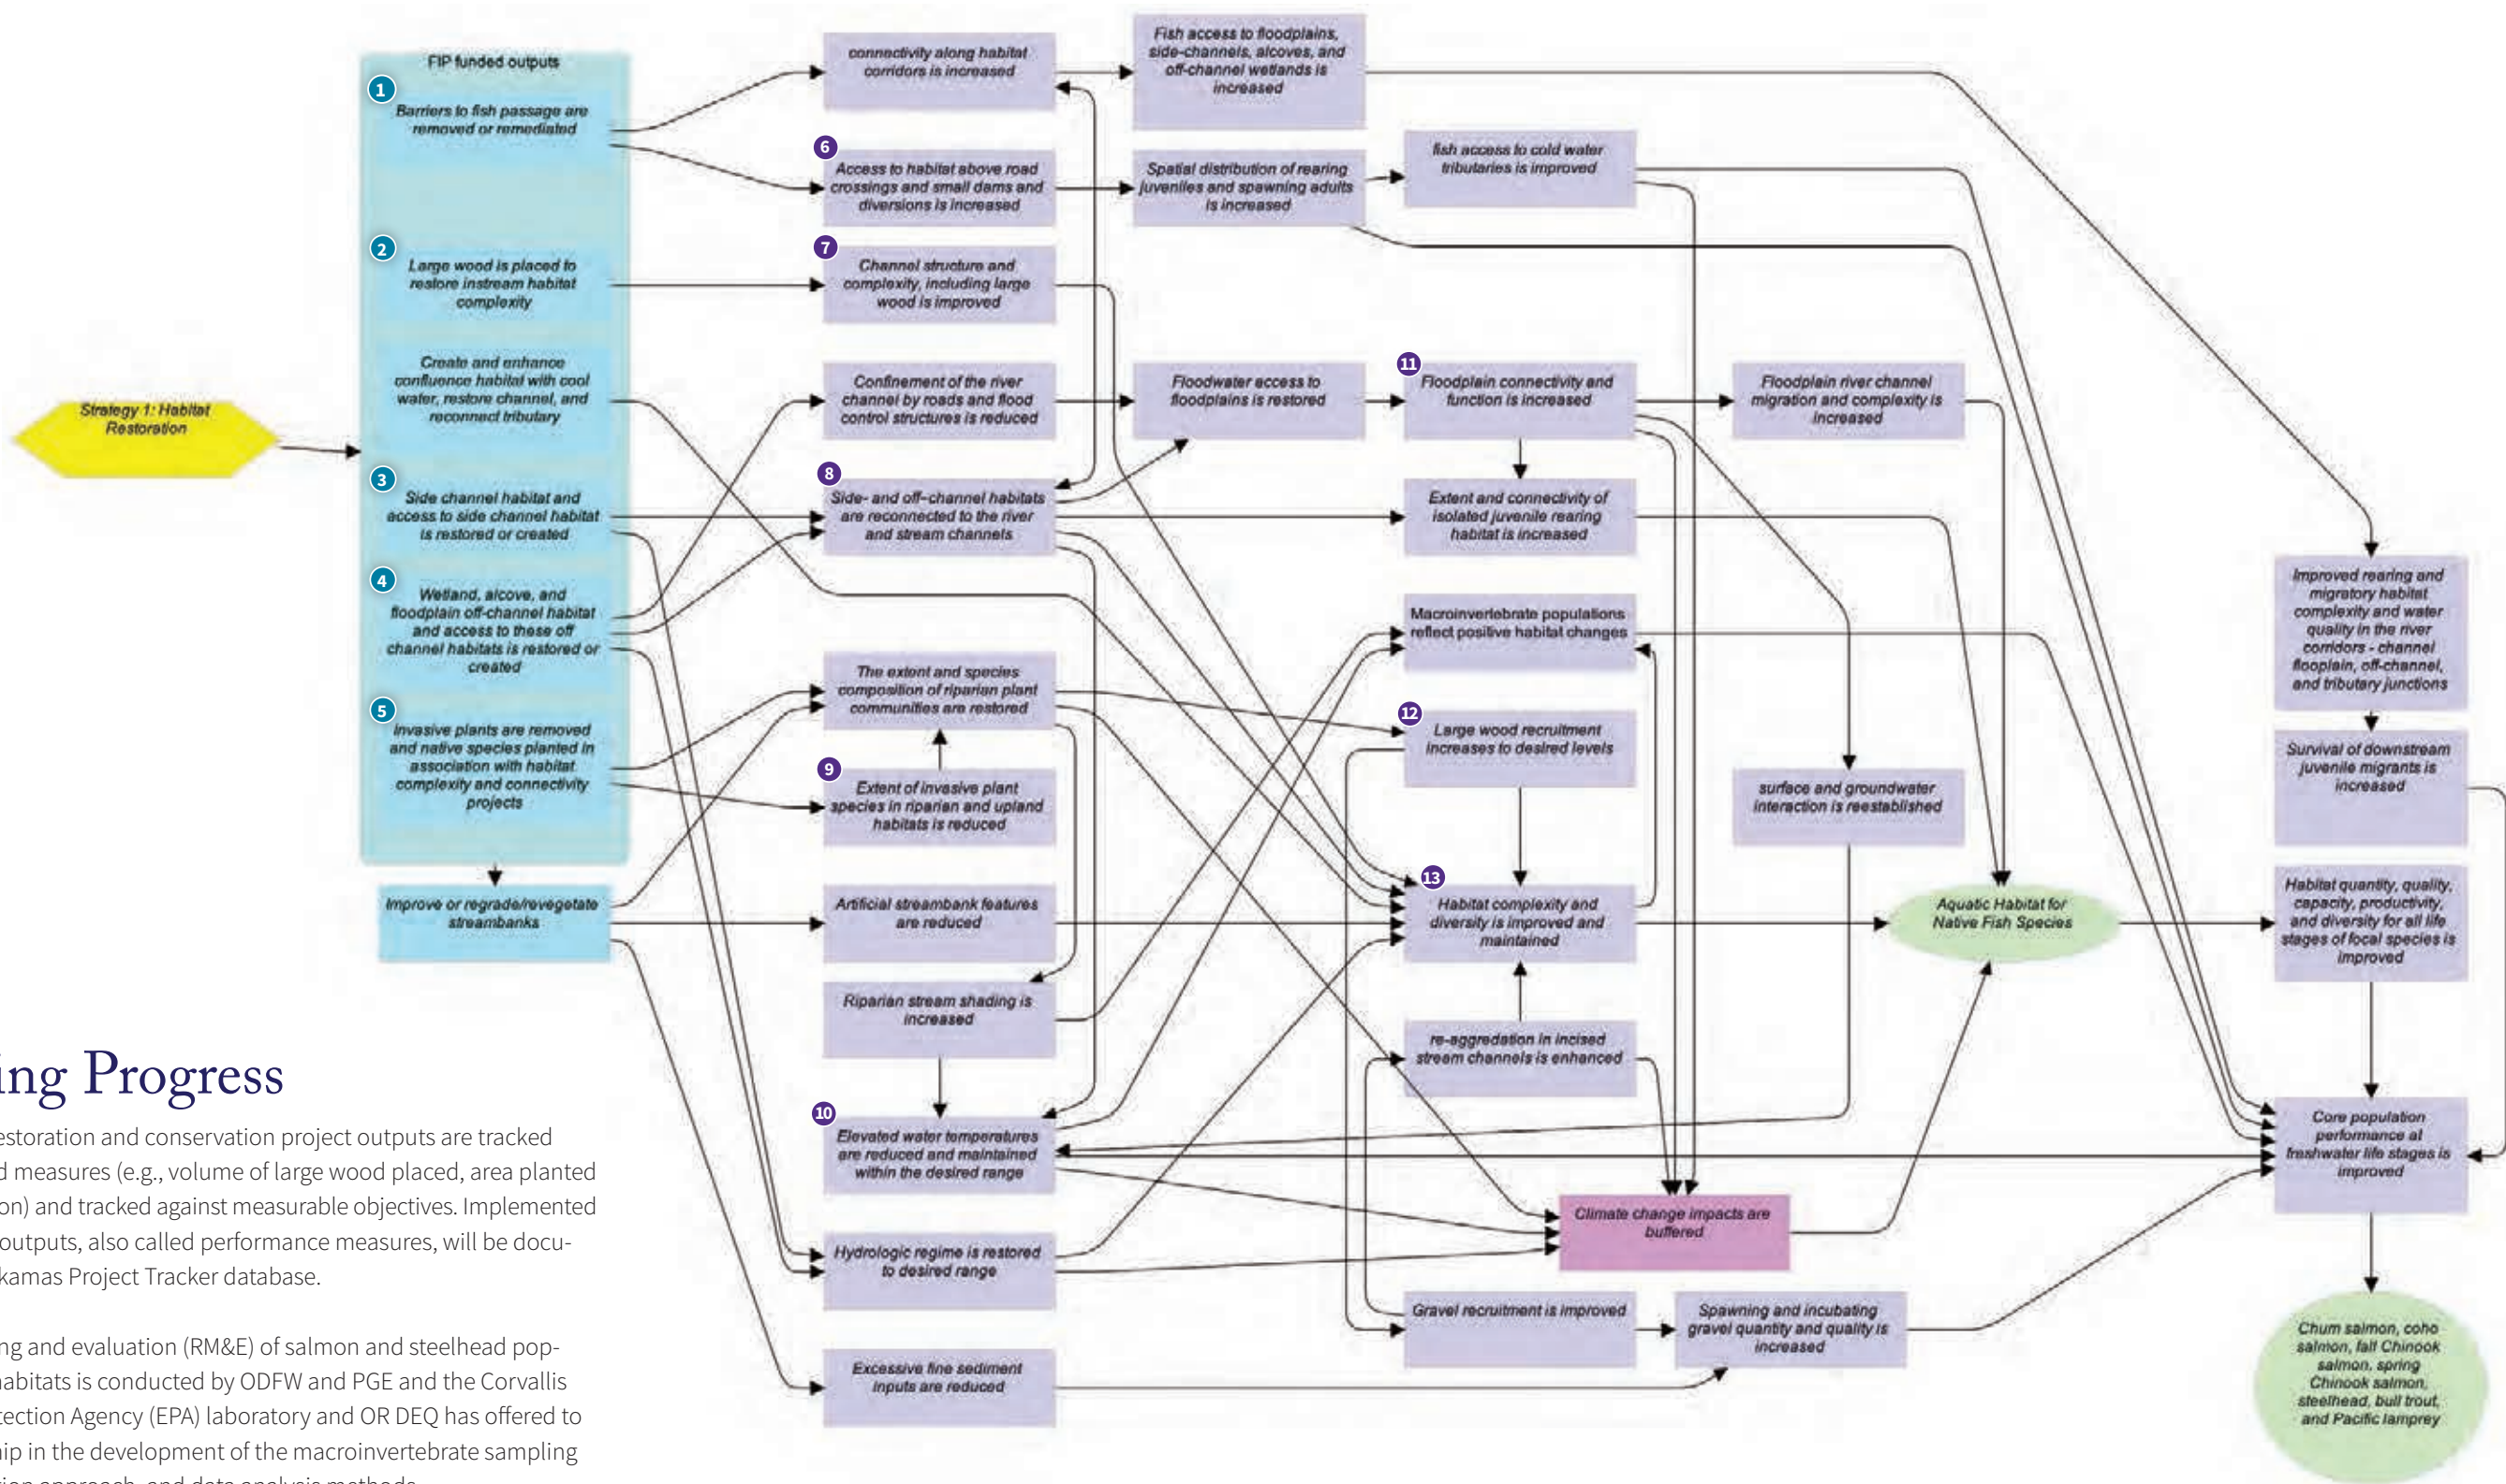 Strategy 1: Habitat
Restoration
FIP funded outputs
1
Barriers to fish passage are
removed or remediated
2
Large wood is placed to
restore instream habitat
complexity
Create and enhance
confluence habitat with cool
water, restore channel, and
reconnect tributary
3
Side channel habitat and
access to side channel habitat
is restored or created
4
Wetland, alcove, and
floodplain off-channel habitat
and access to these off
channel habitats is restored or
created
5
Invasive plants are removed
and native species planted in
association with habitat
complexity and connectivity
projects
Improve or regrade/revegetate
streambanks
connectivity along habitat
corridors is increased
6
Access to habitat above road
crossings and small dams and
diversions is increased
7
Channel structure and
complexity, including large
wood is improved
Confinement of the river
channel by roads and flood
control structures is reduced
8
Side- and off-channel habitats
are reconnected to the river
and stream channels
The extent and species
composition of riparian plant
communities are restored
9
Extent of invasive plant
species in riparian and upland
habitats is reduced
Artificial streambank features
are reduced
Riparian stream shading is
increased
10
Elevated water temperatures
are reduced and maintained
within the desired range
Hydrologic regime is restored
to desired range
Excessive fine sediment
inputs are reduced
Fish access to floodplains,
side-channels, alcoves, and
off-channel wetlands is
increased
Spatial distribution of rearing
juveniles and spawning adults
is increased
Floodwater access to
floodplains is restored
fish access to cold water
tributaries is improved
11
Floodplain connectivity and
function is increased
Extent and connectivity of
isolated juvenile rearing
habitat is increased
Macroinvertebrate populations
reflect positive habitat changes
12
Large wood recruitment
increases to desired levels
13
Habitat complexity and
diversity is improved and
maintained
re-aggredation in incised
stream channels is enhanced
Climate change impacts are
buffered
Gravel recruitment is improved
Spawning and incubating
gravel quantity and quality is
increased
Floodplain river channel
migration and complexity is
increased
surface and groundwater
interaction is reestablished
Aquatic Habitat for
Native Fish Species
Improved rearing and
migratory habitat
complexity and water
quality in the river
corridors - channel
flooplain, off-channel,
and tributary junctions
Survival of downstream
juvenile migrants is
increased
Habitat quantity, quality,
capacity, productivity,
and diversity for all life
stages of focal species is
improved
Core population
performance at
freshwater life stages is
improved
Chum salmon, coho
salmon, fall Chinook
salmon, spring
Chinook salmon,
steelhead, bull trout,
and Pacific lamprey
ing Progress
estoration and conservation project outputs are tracked
d measures (e.g., volume of large wood placed, area planted
on) and tracked against measurable objectives. Implemented
outputs, also called performance measures, will be docu-
kamas Project Tracker database.
ng and evaluation (RM&E) of salmon and steelhead pop-
habitats is conducted by ODFW and PGE and the Corvallis
tection Agency (EPA) laboratory and OR DEQ has offered to
ip in the development of the macroinvertebrate sampling
tion approach, and data analysis methods.